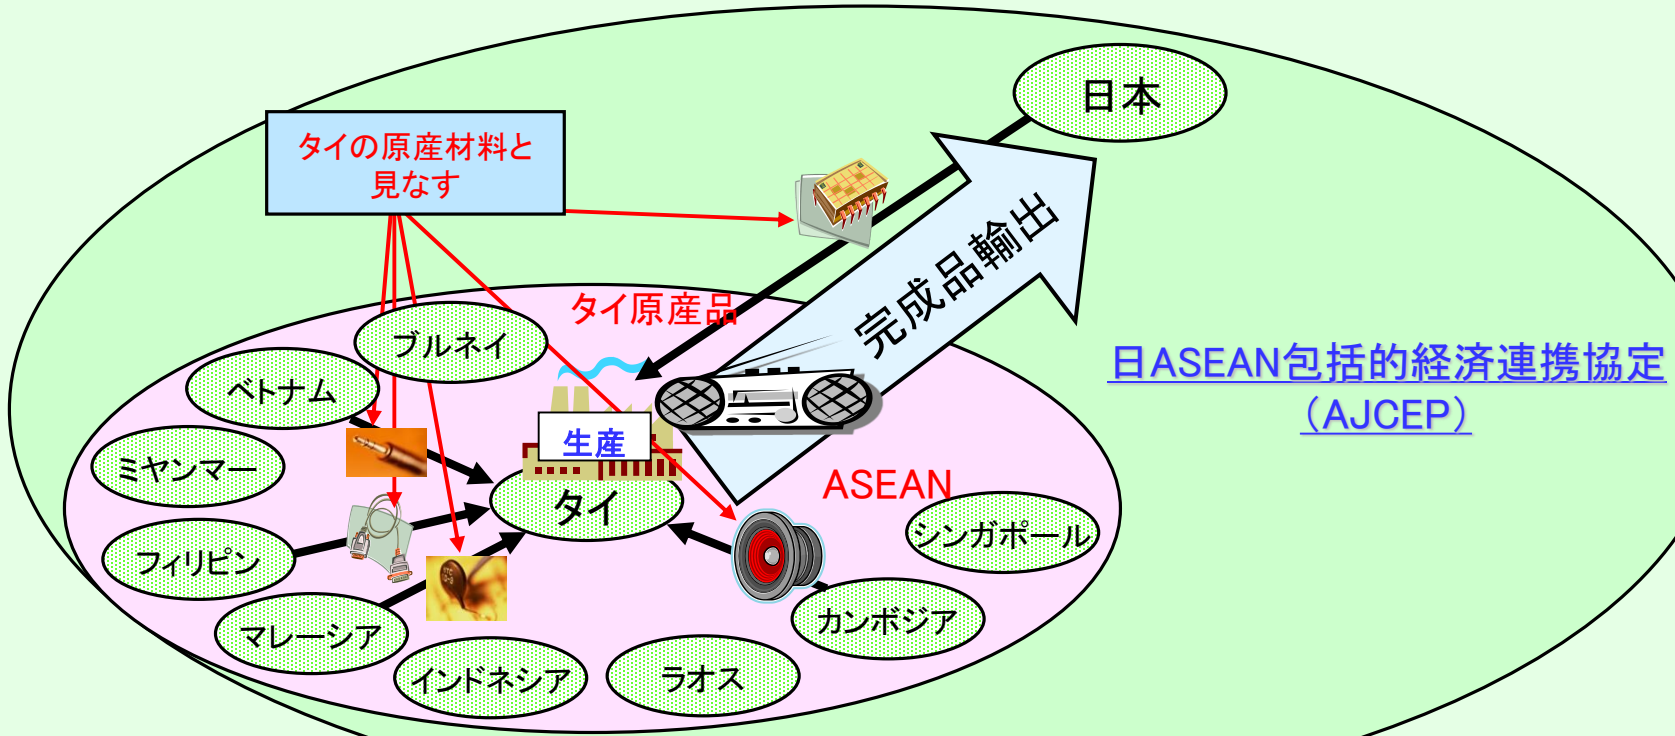 日本
タイの原産材料と
見なす
完成品輸出
タイ原産品
ブルネイ
日ASEAN包括的経済連携協定
（AJCEP）
ベトナム
生産
ミヤンマー
ASEAN
タイ
シンガポール
フィリピン
マレーシア
カンボジア
インドネシア
ラオス